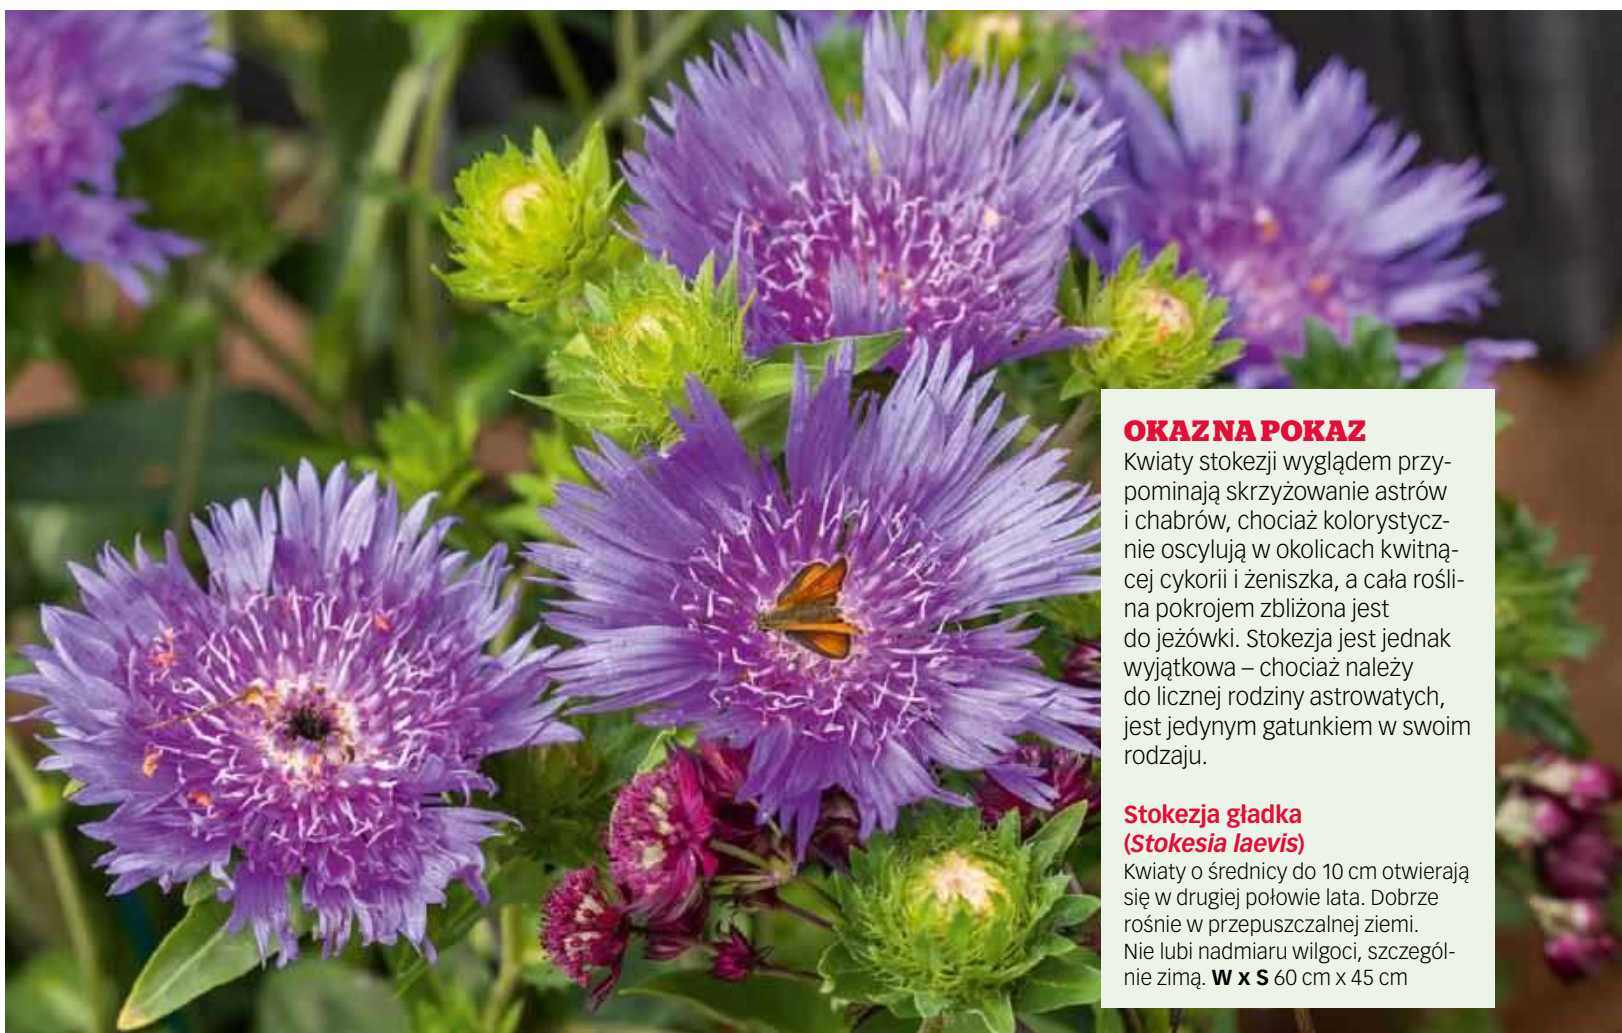 OKAZ NA POKAZ
Kwiaty stokezji wyglądem przy-
pominają skrzyżowanie astrów
i chabrów, chociaż kolorystycz-
nie oscylują w okolicach kwitną-
cej cykorii i żeniszka, a cała rośli-
na pokrojem zbliżona jest
do jeżówki. Stokezja jest jednak
wyjątkowa – chociaż należy
do licznej rodziny astrowatych,
jest jedynym gatunkiem w swoim
rodzaju.
Stokezja gładka
(Stokesia laevis)
Kwiaty o średnicy do 10 cm otwierają
się w drugiej połowie lata. Dobrze
rośnie w przepuszczalnej ziemi.
Nie lubi nadmiaru wilgoci, szczegól-
nie zimą. W x S 60 cm x 45 cm